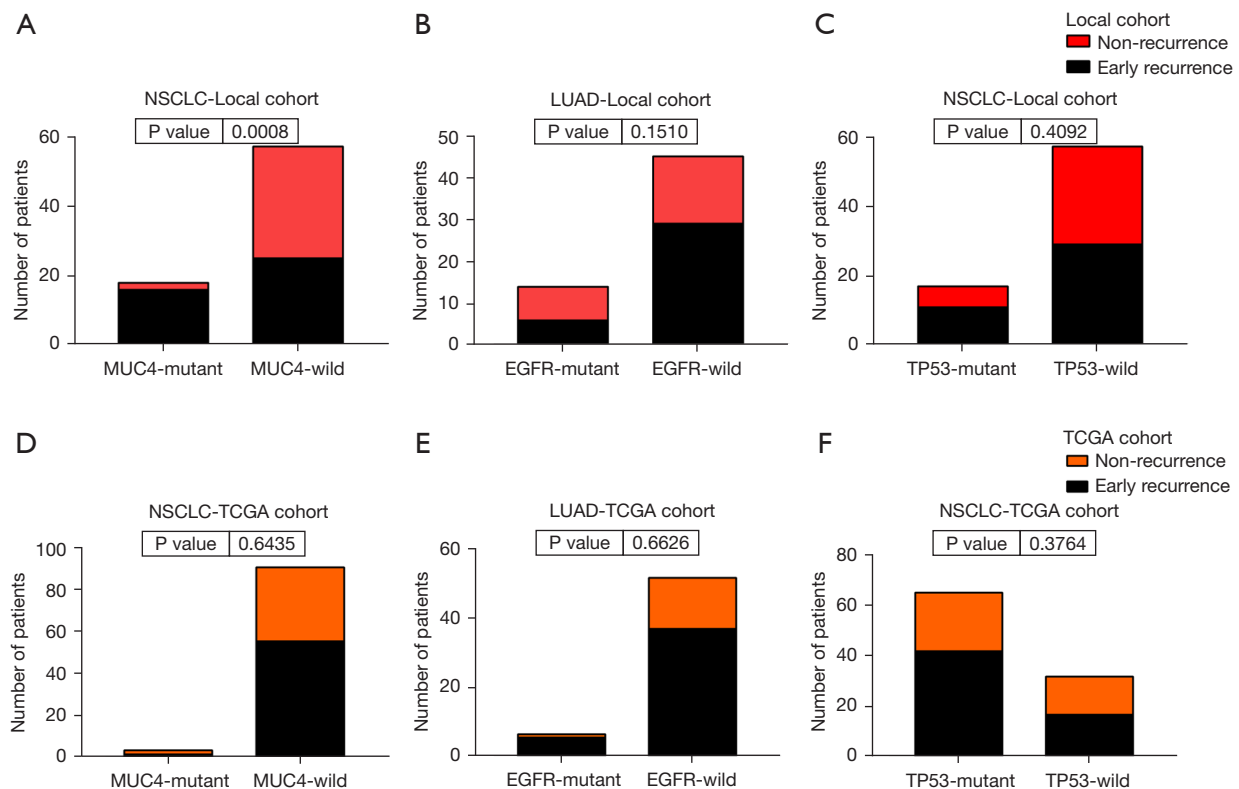 A
B
C
Local cohort
Non-recurrence
Early recurrence
NSCLC-Local cohort
P value 0.0008
Number of patients
60
40
20
0
MUC4-mutant MUC4-wild
LUAD-Local cohort
P value 0.1510
Number of patients
50
40
30
20
10
0
EGFR-mutant EGFR-wild
NSCLC-Local cohort
P value 0.4092
Number of patients
60
40
20
0
TP53-mutant TP53-wild
D
E
F
TCGA cohort
Non-recurrence
Early recurrence
NSCLC-TCGA cohort
P value 0.6435
Number of patients
100
80
60
40
20
0
MUC4-mutant MUC4-wild
LUAD-TCGA cohort
P value 0.6626
Number of patients
60
40
20
0
EGFR-mutant EGFR-wild
NSCLC-TCGA cohort
P value 0.3764
Number of patients
80
60
40
20
0
TP53-mutant TP53-wild